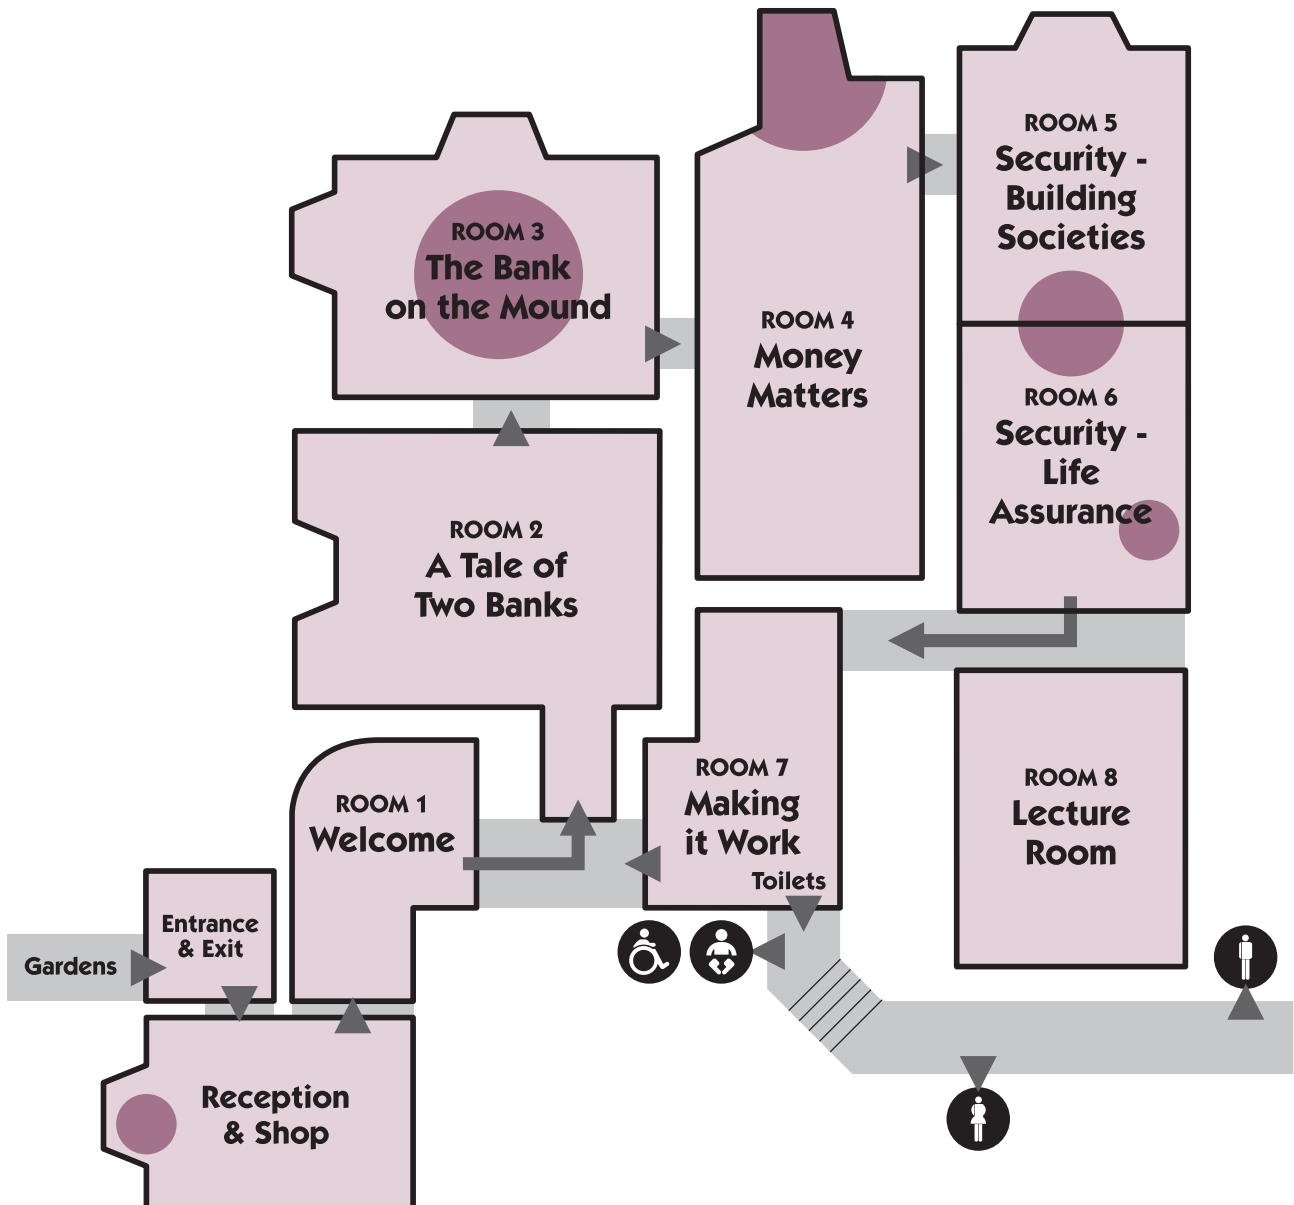 ROOM 5
Security -
Building
Societies
ROOM 3
The Bank
on the Mound
ROOM 4
Money
Matters
ROOM 6
Security -
Life
Assurance
ROOM 2
A Tale of
Two Banks
ROOM 7
Making
it Work
Toilets
ROOM 8
Lecture
Room
ROOM 1
Welcome
Entrance
& Exit
Gardens
Reception
& Shop